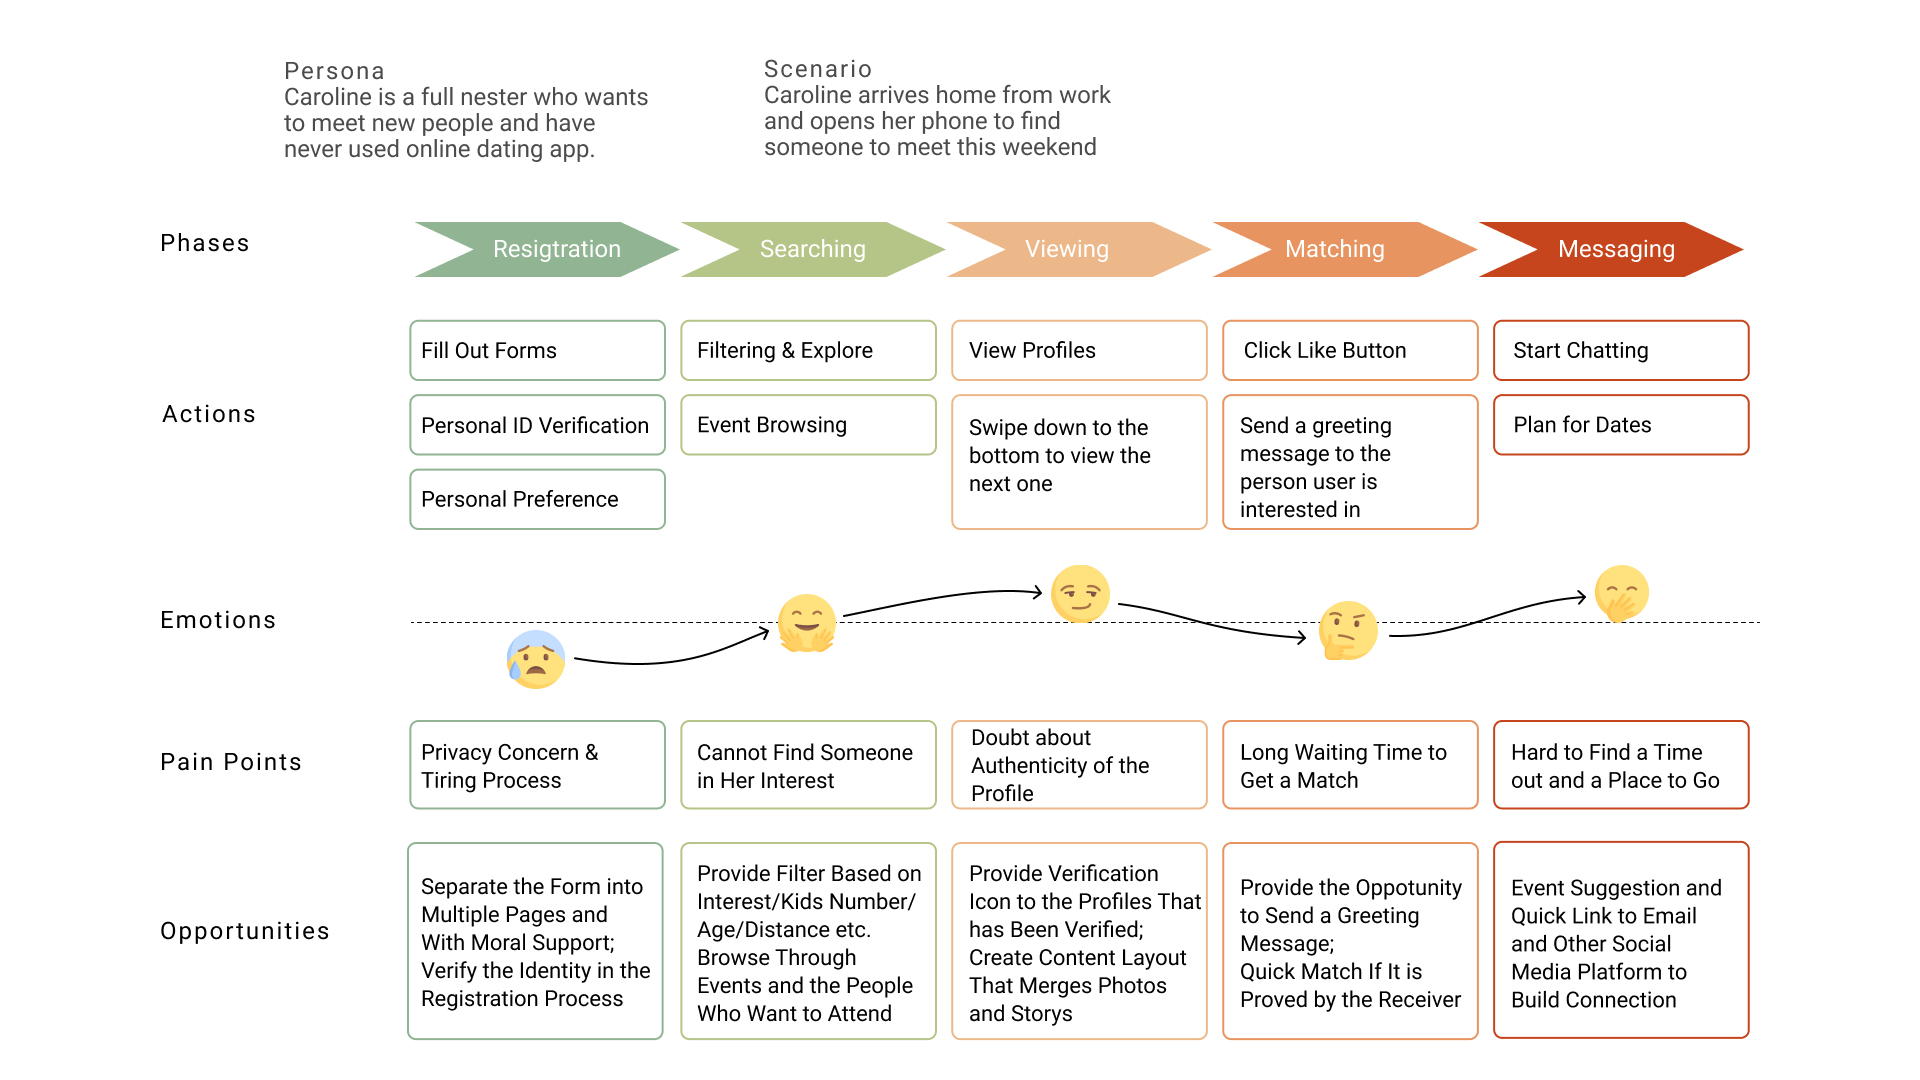 Persona
Caroline is a full nester who wants
to meet new people and have
never used online dating app.
Scenario
Caroline arrives home from work
and opens her phone to find
someone to meet this weekend
Phases
Resigtration
Searching
Viewing
Matching
Messaging
Actions
Fill Out Forms
Personal ID Verification
Personal Preference
Filtering & Explore
Event Browsing
View Profiles
Swipe down to the
bottom to view the
next one
Click Like Button
Send a greeting
message to the
person user is
interested in
Start Chatting
Plan for Dates
Emotions
Pain Points
Privacy Concern &
Tiring Process
Cannot Find Someone
in Her Interest
Doubt about
Authenticity of the
Profile
Long Waiting Time to
Get a Match
Hard to Find a Time
out and a Place to Go
Opportunities
Separate the Form into
Multiple Pages and
With Moral Support;
Verify the Identity in the
Registration Process
Provide Filter Based on
Interest/Kids Number/
Age/Distance etc.
Browse Through
Events and the People
Who Want to Attend
Provide Verification
Icon to the Profiles That
has Been Verified;
Create Content Layout
That Merges Photos
and Storys
Provide the Oppotunity
to Send a Greeting
Message;
Quick Match If It is
Proved by the Receiver
Event Suggestion and
Quick Link to Email
and Other Social
Media Platform to
Build Connection